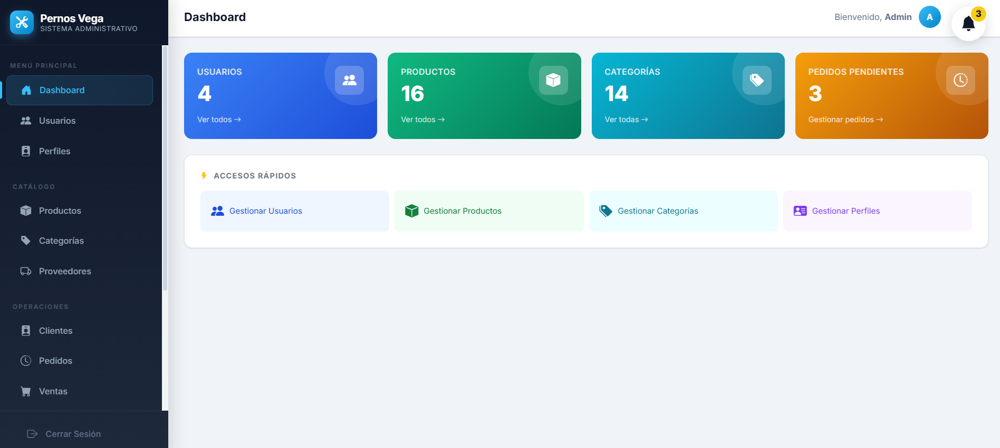 Pernos Vega
SISTEMA ADMINISTRATIVO
MENÚ PRINCIPAL
Dashboard
Usuarios
Perfiles
CATÁLOGO
Productos
Categorías
Proveedores
OPERACIONES
Clientes
Pedidos
Ventas
Cerrar Sesión
Dashboard
Bienvenido, Admin
A
3
USUARIOS
4
Ver todos →
PRODUCTOS
16
Ver todos →
CATEGORÍAS
14
Ver todas →
PEDIDOS PENDIENTES
3
Gestionar pedidos →
ACCESOS RÁPIDOS
Gestionar Usuarios
Gestionar Productos
Gestionar Categorías
Gestionar Perfiles